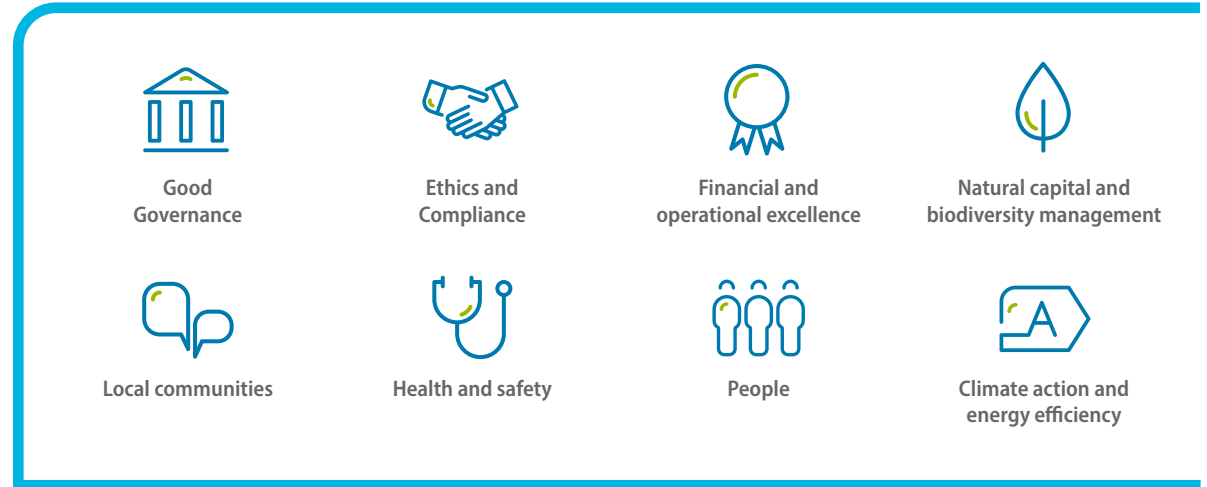 Good
Governance
Ethics and
Compliance
Financial and
operational excellence
Natural capital and
biodiversity management
Local communities
Health and safety
People
A
Climate action and
energy efficiency